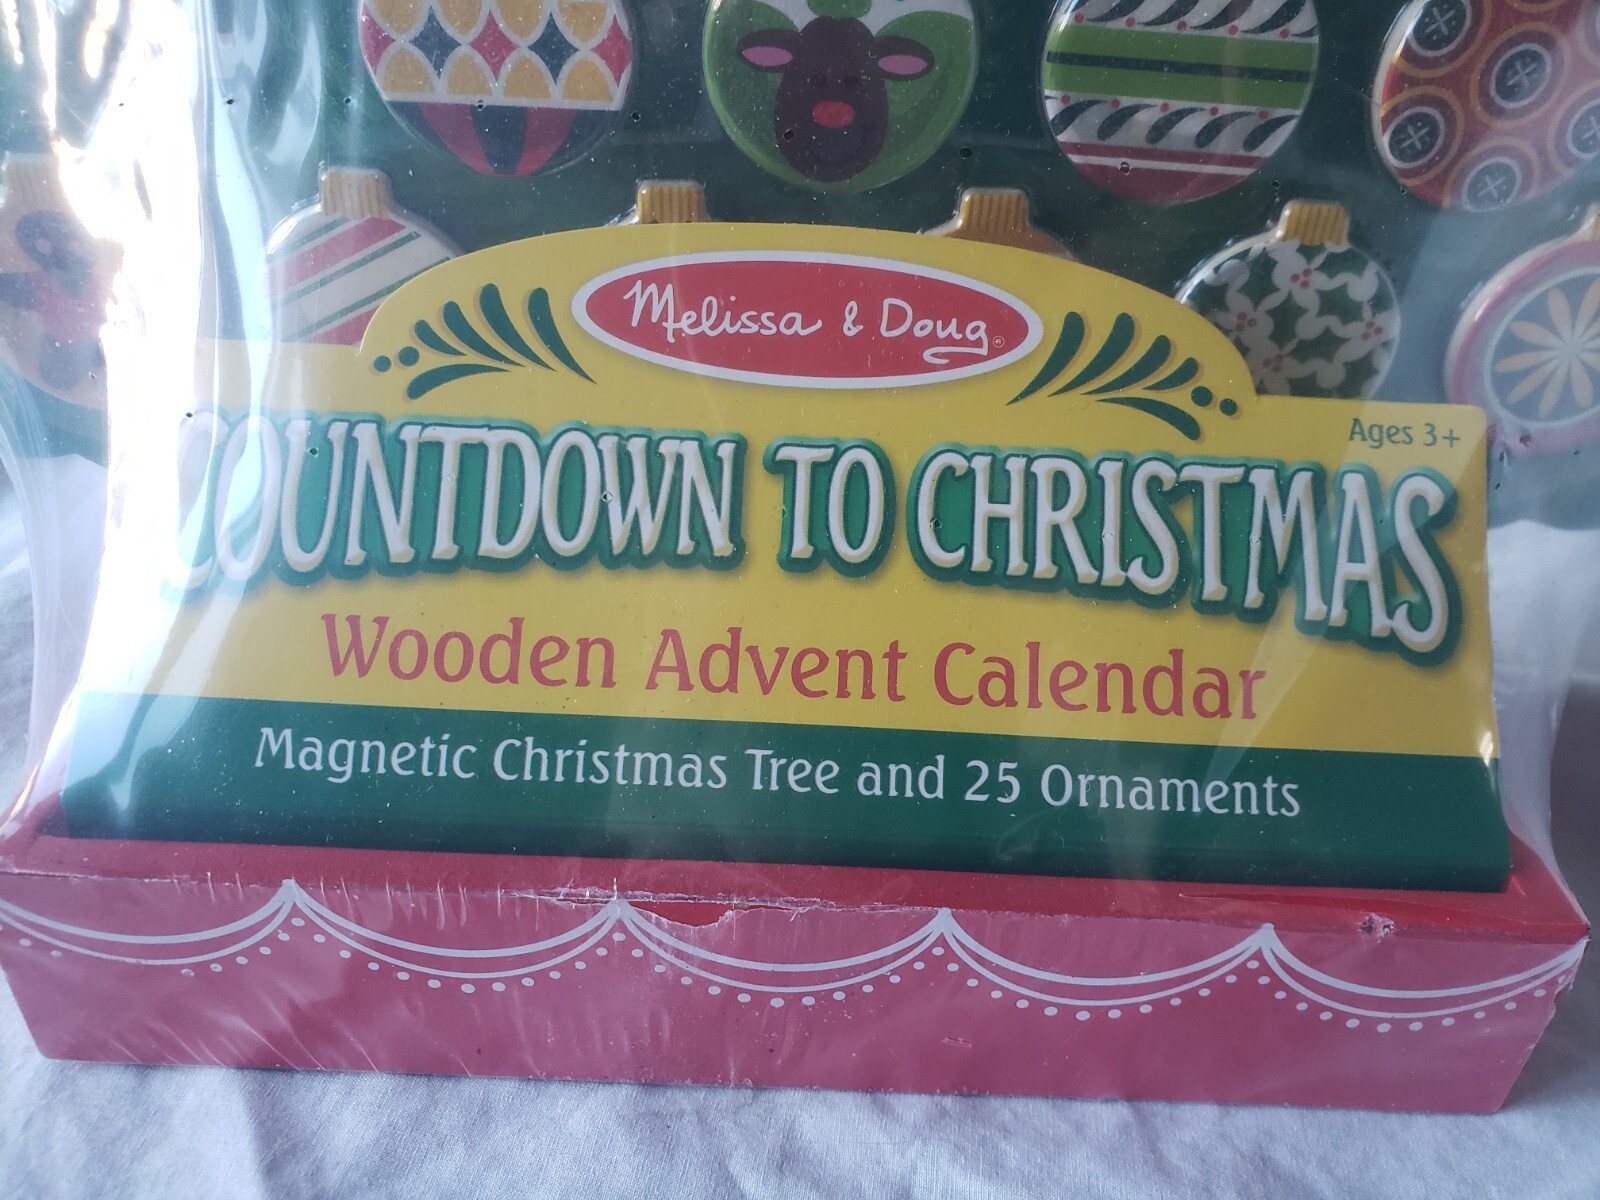 Melissa & Doug®
Ages 3+
COUNTDOWN TO CHRISTMAS
Wooden Advent Calendar
Magnetic Christmas Tree and 25 Ornaments